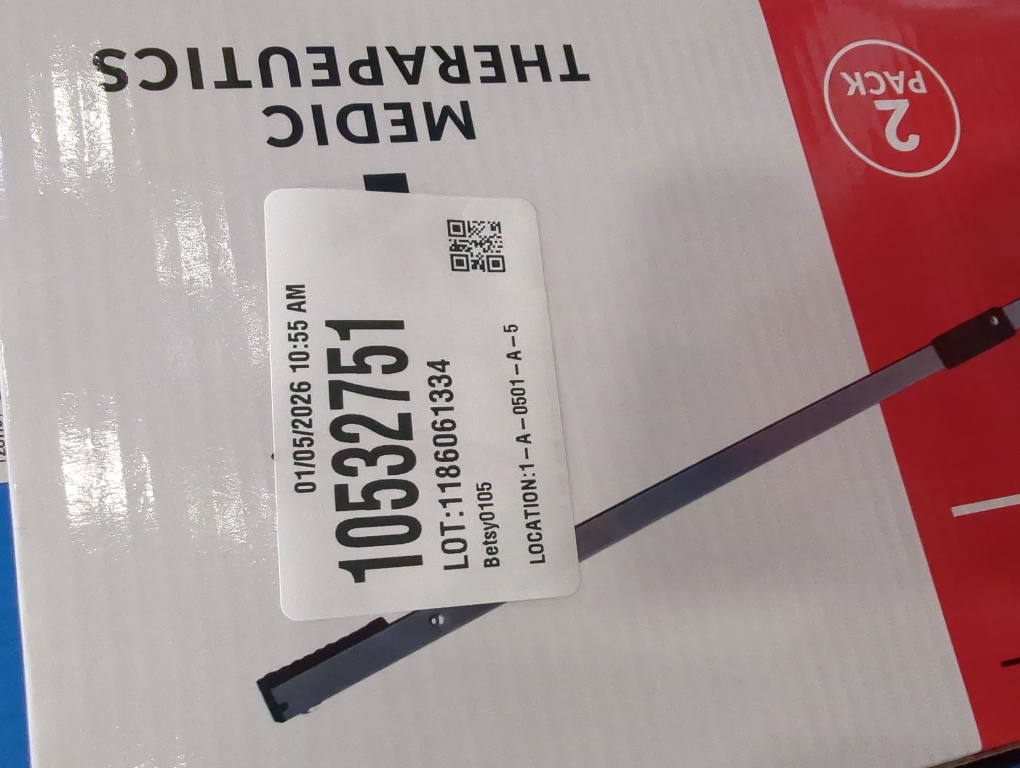 MEDIC
THERAPEUTICS
2
PACK
01/05/2026 10:55 AM
10532751
LOT:1186061334
Betsy0105
LOCATION:1-A-0501-A-5